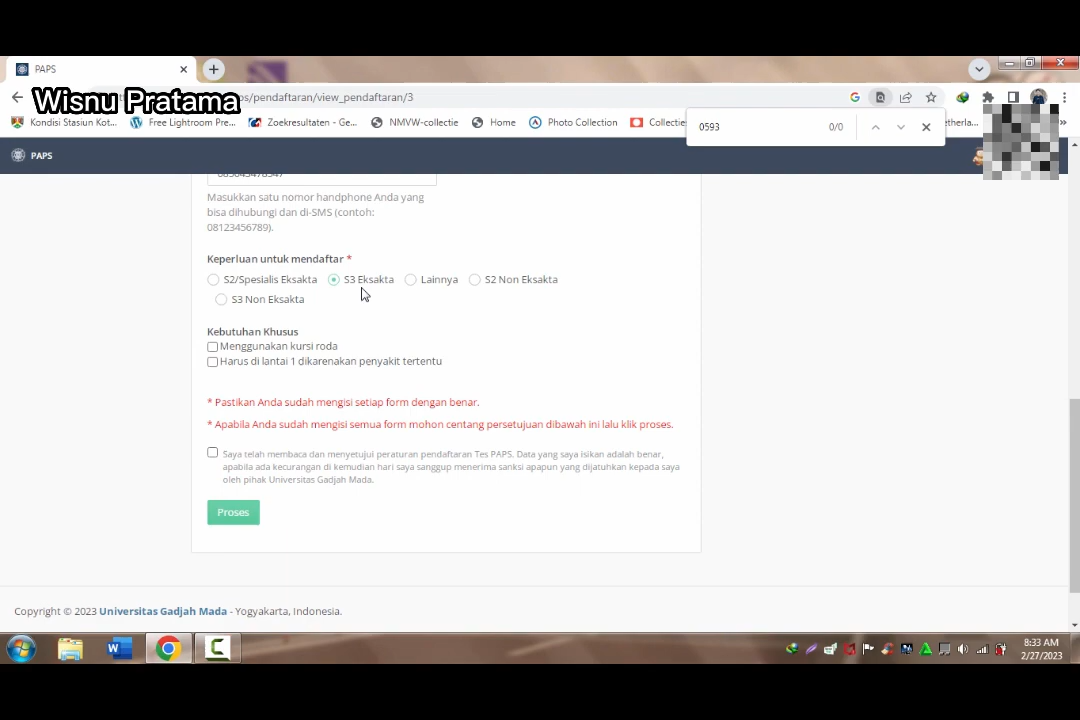 PAPS
Wisnu Pratama
os/pendaftaran/view_pendaftaran/3
Kondisi Stasiun Kot... Free Lightroom Pre... Zoekresultaten - Ge... NMVW-collectie Home Photo Collection Collectie
0593 0/0
etherla...
PAPS
Masukkan satu nomor handphone Anda yang
bisa dihubungi dan di-SMS (contoh:
08123456789).
Keperluan untuk mendaftar *
S2/Spesialis Eksakta S3 Eksakta Lainnya S2 Non Eksakta
S3 Non Eksakta
Kebutuhan Khusus
Menggunakan kursi roda
Harus di lantai 1 dikarenakan penyakit tertentu
* Pastikan Anda sudah mengisi setiap form dengan benar.
* Apabila Anda sudah mengisi semua form mohon centang persetujuan dibawah ini lalu klik proses.
Saya telah membaca dan menyetujui peraturan pendaftaran Tes PAPS. Data yang saya isikan adalah benar,
apabila ada kecurangan di kemudian hari saya sanggup menerima sanksi apapun yang dijatuhkan kepada saya
oleh pihak Universitas Gadjah Mada.
Proses
Copyright © 2023 Universitas Gadjah Mada - Yogyakarta, Indonesia.
8:33 AM
2/27/2023